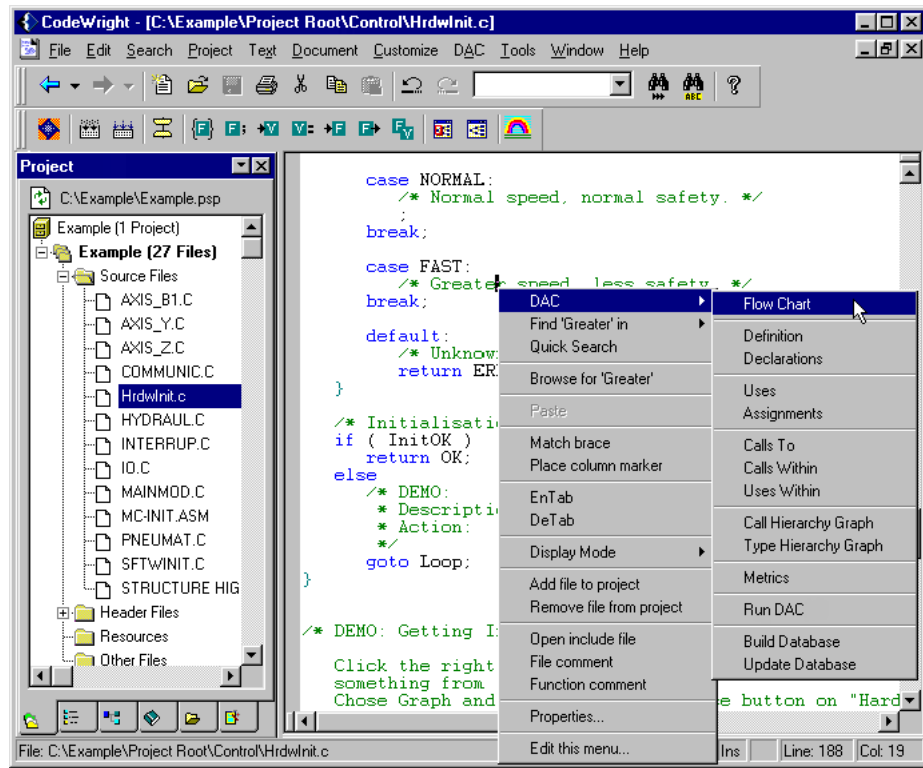 CodeWright - [C:\Example\Project Root\Control\HrdwInit.c]
File Edit Search Project Text Document Customize DAC Tools Window Help
ABC
Project
C:\Example\Example.psp
Example (1 Project)
Example (27 Files)
Source Files
AXIS_B1.C
AXIS_Y.C
AXIS_Z.C
COMMUNIC.C
HrdwInit.c
HYDRAUL.C
INTERRUP.C
IO.C
MAINMOD.C
MC-INIT.ASM
PNEUMAT.C
SFTWINIT.C
STRUCTURE HIG
Header Files
Resources
Other Files
case NORMAL:
/* Normal speed, normal safety. */
;
break;
case FAST:
/* Greater speed, less safety. */
break;
default:
/* Unknow
return ER
}
/* Initialisati
if ( InitOK )
return OK;
else
/* DEMO:
* Descripti
* Action:
*/
goto Loop;
}
/* DEMO: Getting I
Click the right
something from
Chose Graph and
e button on "Hard
DAC
Find 'Greater' in
Quick Search
Browse for 'Greater'
Paste
Match brace
Place column marker
EnTab
DeTab
Display Mode
Add file to project
Remove file from project
Open include file
File comment
Function comment
Properties...
Edit this menu...
Flow Chart
Definition
Declarations
Uses
Assignments
Calls To
Calls Within
Uses Within
Call Hierarchy Graph
Type Hierarchy Graph
Metrics
Run DAC
Build Database
Update Database
File: C:\Example\Project Root\Control\HrdwInit.c
Ins
Line: 188
Col: 19